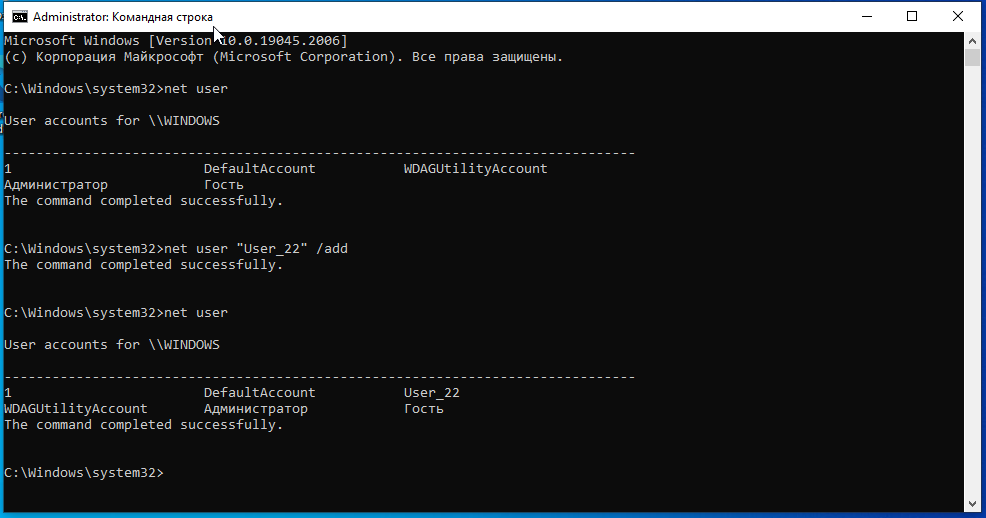 Administrator: Командная строка
Microsoft Windows [Version 10.0.19045.2006]
(c) Корпорация Майкрософт (Microsoft Corporation). Все права защищены.
C:\Windows\system32>net user
User accounts for \\WINDOWS
-------------------------------------------------------------------------------
1 DefaultAccount WDAGUtilityAccount
Администратор Гость
The command completed successfully.
C:\Windows\system32>net user "User_22" /add
The command completed successfully.
C:\Windows\system32>net user
User accounts for \\WINDOWS
-------------------------------------------------------------------------------
1 DefaultAccount User_22
WDAGUtilityAccount Администратор Гость
The command completed successfully.
C:\Windows\system32>